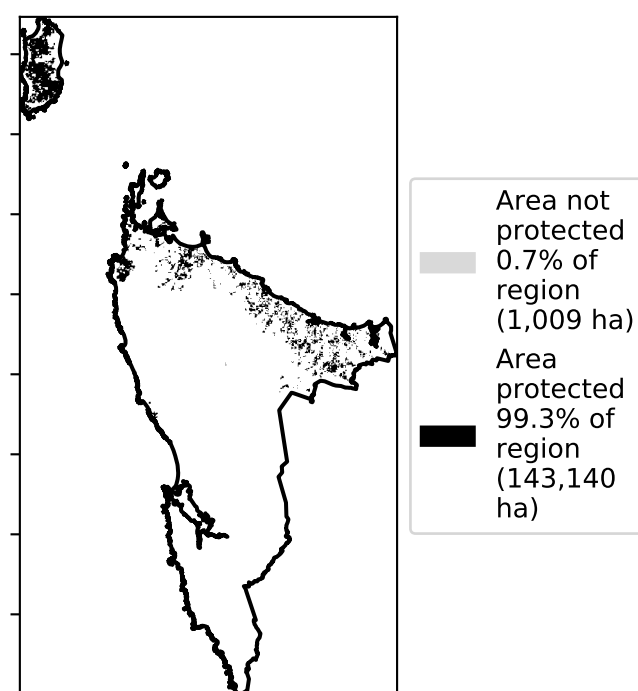 Area not
protected
0.7% of
region
(1,009 ha)
Area
protected
99.3% of
region
(143,140
ha)